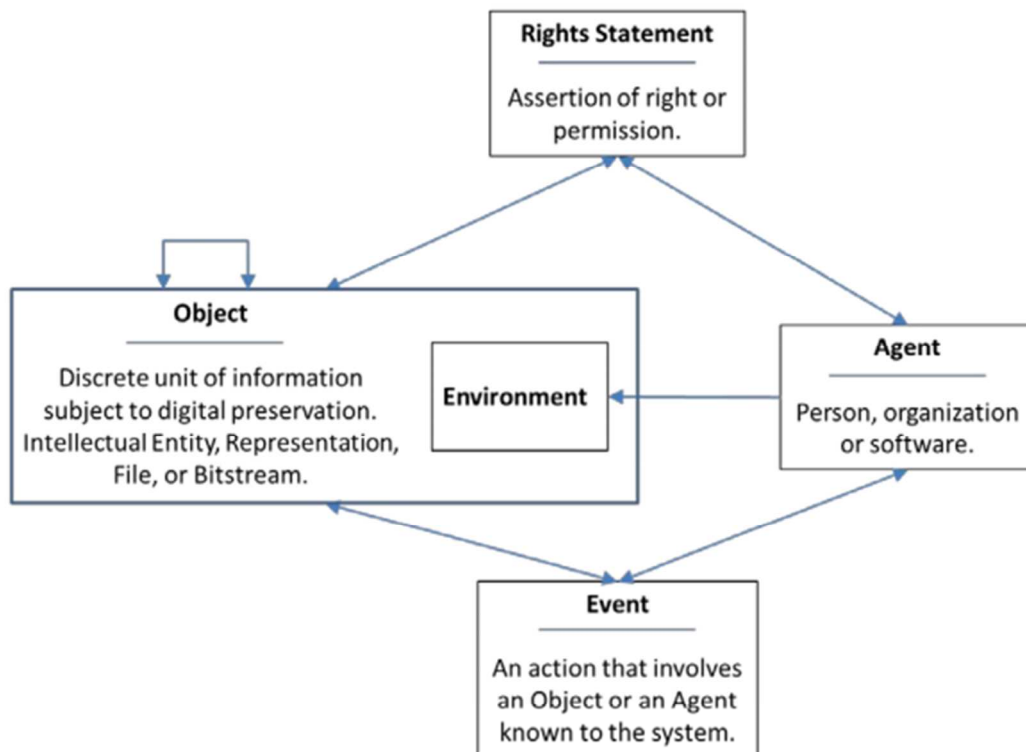 Rights Statement
Assertion of right or
permission.
Object
Discrete unit of information
subject to digital preservation.
Intellectual Entity, Representation,
File, or Bitstream.
Environment
Agent
Person, organization
or software.
Event
An action that involves
an Object or an Agent
known to the system.